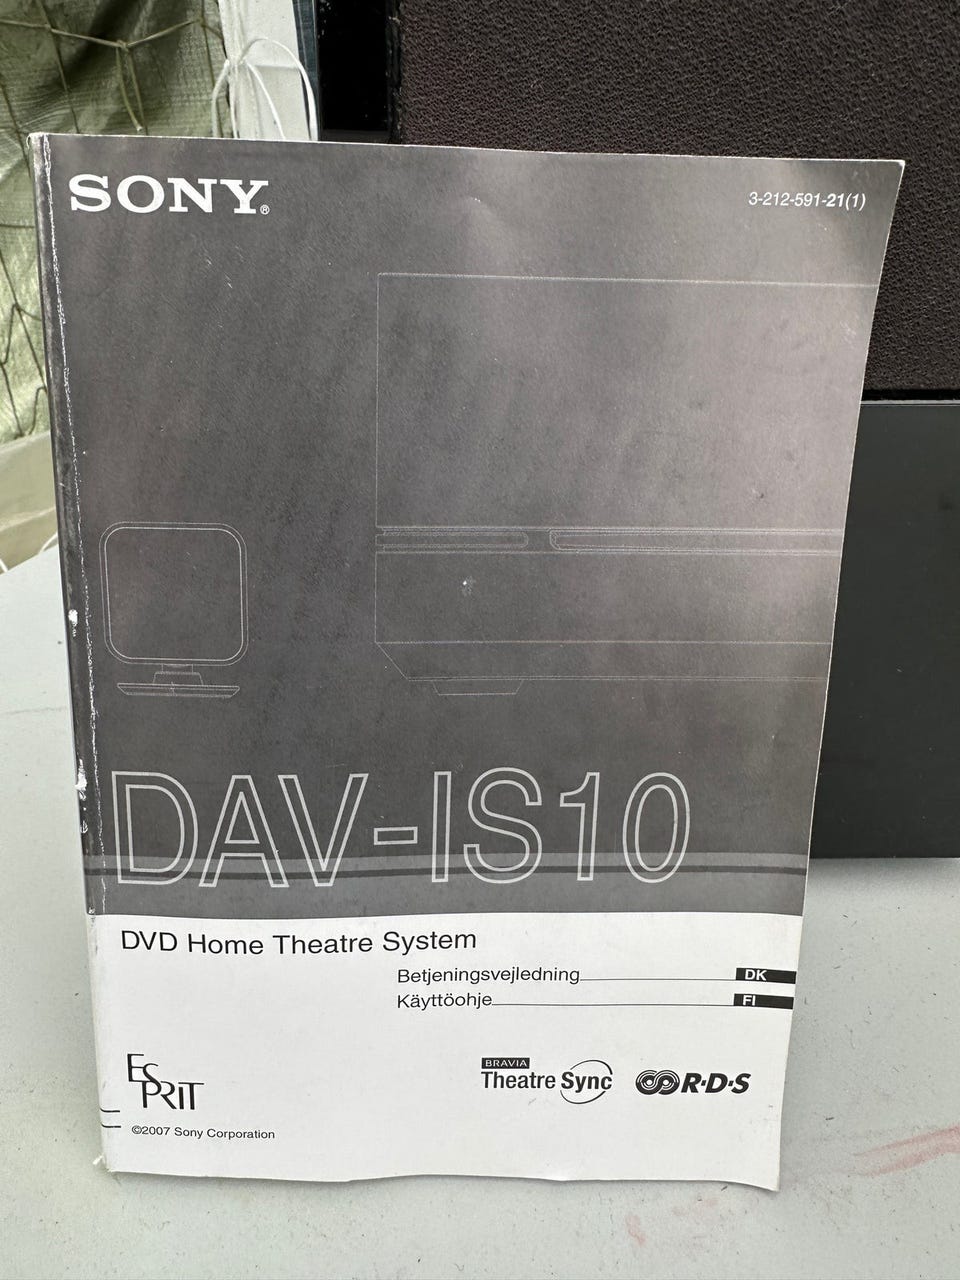 SONY®
3-212-591-21(1)
DAV-IS10
DVD Home Theatre System
Betjeningsvejledning DK
Käyttöohje FI
ESPRIT
BRAVIA
Theatre Sync
R·D·S
©2007 Sony Corporation